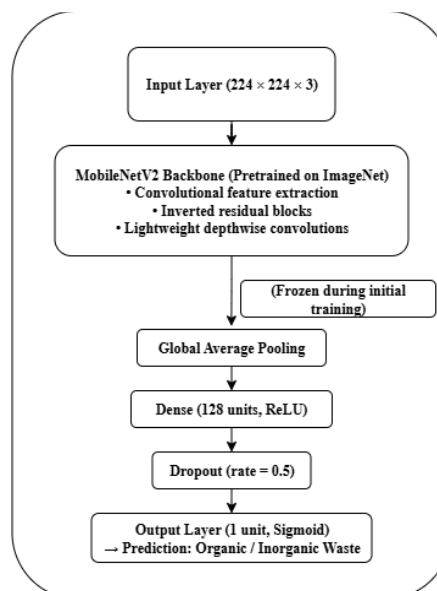 Input Layer (224 × 224 × 3)
MobileNetV2 Backbone (Pretrained on ImageNet)
• Convolutional feature extraction
• Inverted residual blocks
• Lightweight depthwise convolutions
(Frozen during initial
training)
Global Average Pooling
Dense (128 units, ReLU)
Dropout (rate = 0.5)
Output Layer (1 unit, Sigmoid)
→ Prediction: Organic / Inorganic Waste